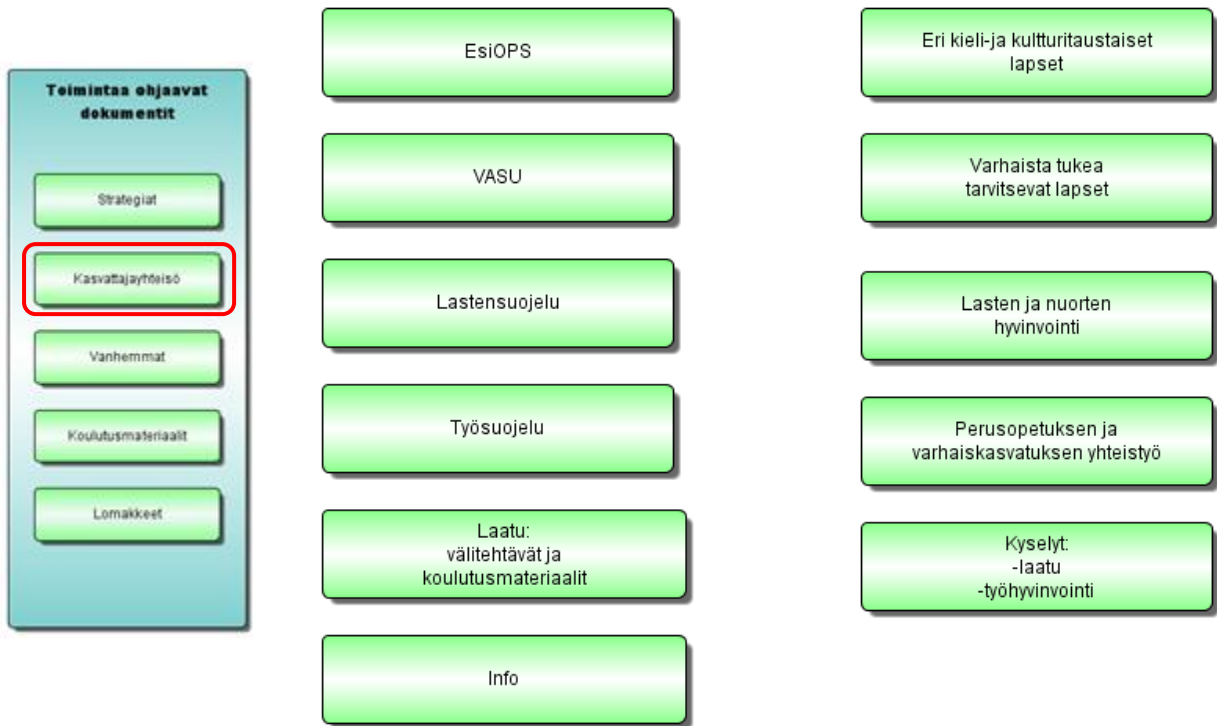 Toimintaa ohjaavat
dokumentit
Strategiat
Kasvattajayhteisö
Vanhemmat
Koulutusmateriaalit
Lomakkeet
EsiOPS
VASU
Lastensuojelu
Työsuojelu
Laatu:
välitehtävät ja
koulutusmateriaalit
Info
Eri kieli-ja kultturitaustaiset
lapset
Varhaista tukea
tarvitsevat lapset
Lasten ja nuorten
hyvinvointi
Perusopetuksen ja
varhaiskasvatuksen yhteistyö
Kyselyt:
-laatu
-työhyvinvointi